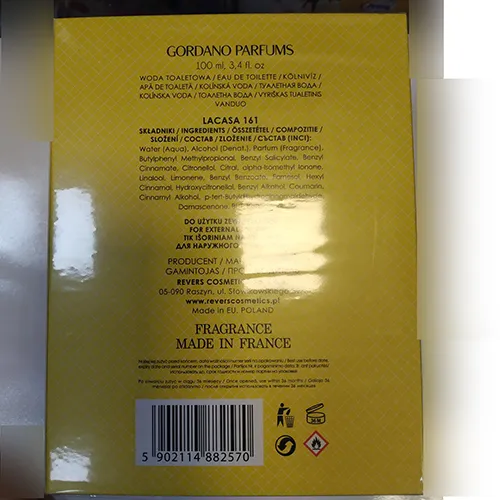 GORDANO PARFUMS
100 ml, 3,4 fl. oz
WODA TOALETOWA / EAU DE TOILETTE / KÖLNIVÍZ /
APĂ DE TOALETĂ / KOLÍNSKÁ VODA / ТУАЛЕТНАЯ ВОДА /
KOLÍNSKA VODA / ТОАЛЕТНА ВОДА / VYRIŠKAS TUALETINIS
VANDUO
LACASA 161
SKŁADNIKI / INGREDIENTS / ÖSSZETÉTEL / COMPOZITIE /
SLOŽENÍ / СОСТАВ / ZLOŽENIE / СЪСТАВ (INCI):
Water (Aqua), Alcohol (Denat.), Parfum (Fragrance),
Butylphenyl Methylpropional, Benzyl Salicylate, Benzyl
Cinnamate, Citronellol, Citral, alpha-Isomethyl Ionone,
Linalool, Limonene, Benzyl Benzoate, Farnesol, Hexyl
Cinnamal, Hydroxycitronellal, Benzyl Alcohol, Coumarin,
Cinnamyl Alcohol,
Damascenone,
DO UŻYTKU
FOR EXTERNAL
TIK IŠORINIAM
ДЛЯ НАРУЖНОГО
PRODUCENT /
GAMINTOJAS /
REVERS
05-090 Raszyn, ul.
www.reverscosmetics.pl
Made in EU, POLAND
FRAGRANCE
MADE IN FRANCE
36 M
5 902114 882570